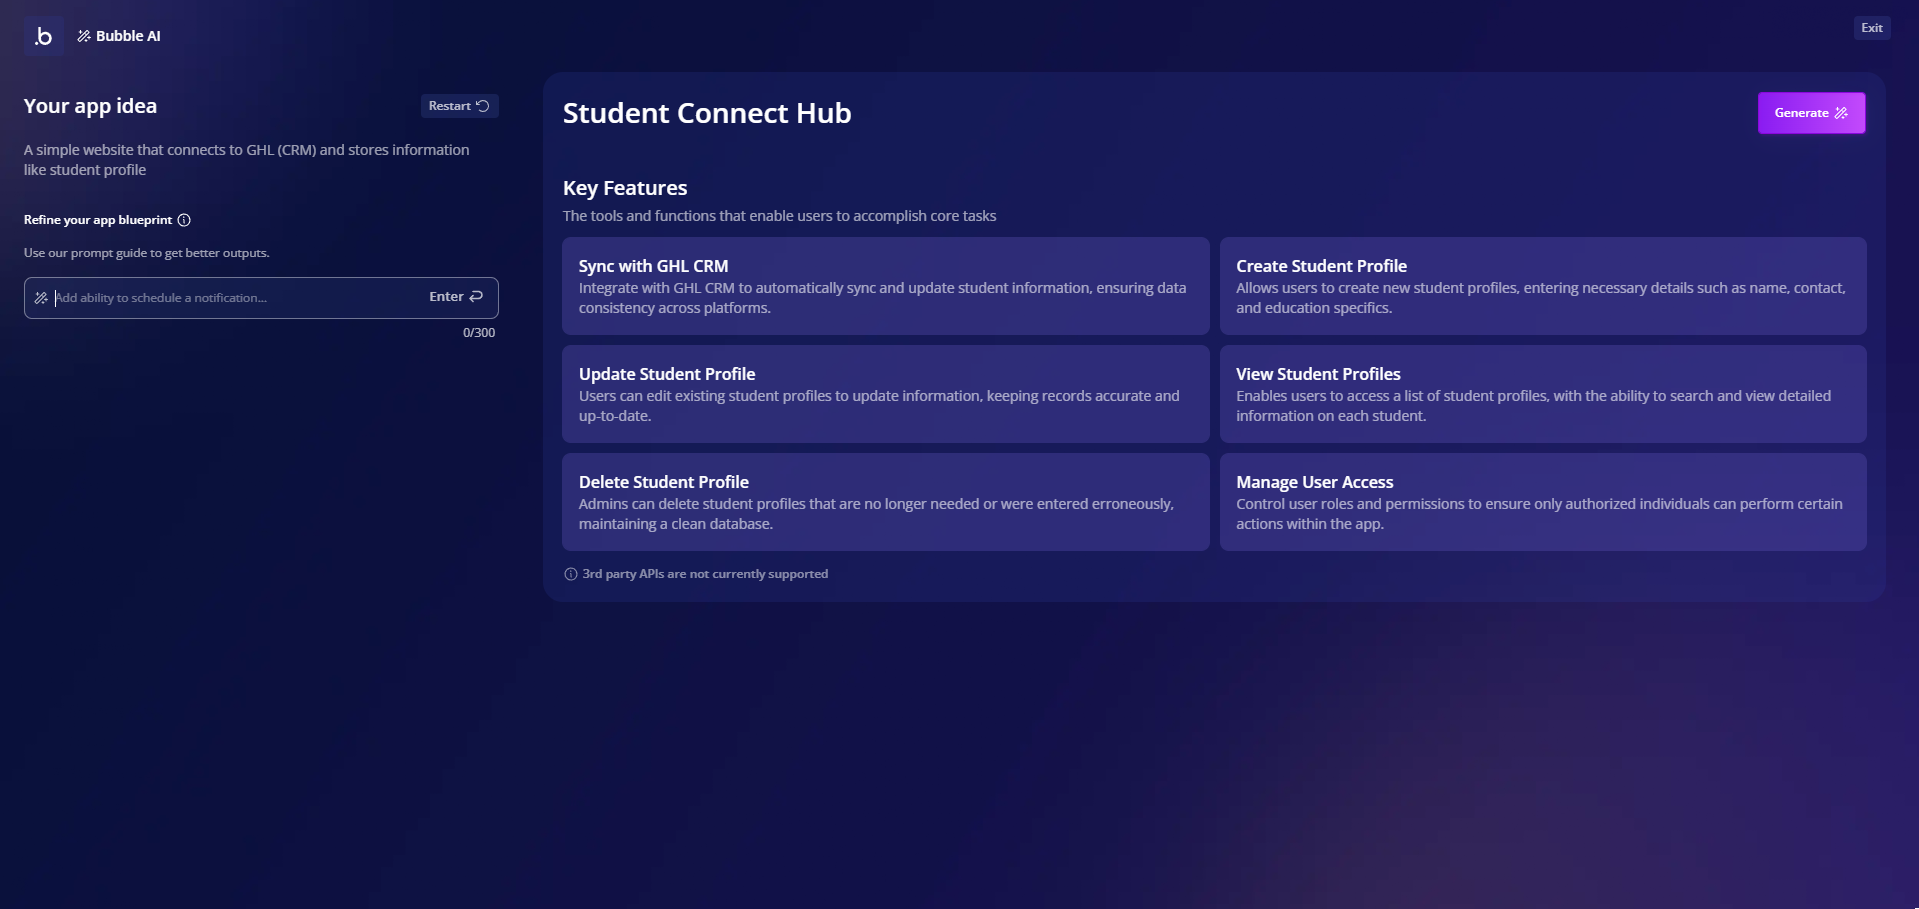 .b
Bubble AI
Exit
Your app idea
Restart
A simple website that connects to GHL (CRM) and stores information
like student profile
Refine your app blueprint
Use our prompt guide to get better outputs.
Add ability to schedule a notification...
Enter
0/300
Student Connect Hub
Generate
Key Features
The tools and functions that enable users to accomplish core tasks
Sync with GHL CRM
Integrate with GHL CRM to automatically sync and update student information, ensuring data
consistency across platforms.
Create Student Profile
Allows users to create new student profiles, entering necessary details such as name, contact,
and education specifics.
Update Student Profile
Users can edit existing student profiles to update information, keeping records accurate and
up-to-date.
View Student Profiles
Enables users to access a list of student profiles, with the ability to search and view detailed
information on each student.
Delete Student Profile
Admins can delete student profiles that are no longer needed or were entered erroneously,
maintaining a clean database.
Manage User Access
Control user roles and permissions to ensure only authorized individuals can perform certain
actions within the app.
3rd party APIs are not currently supported